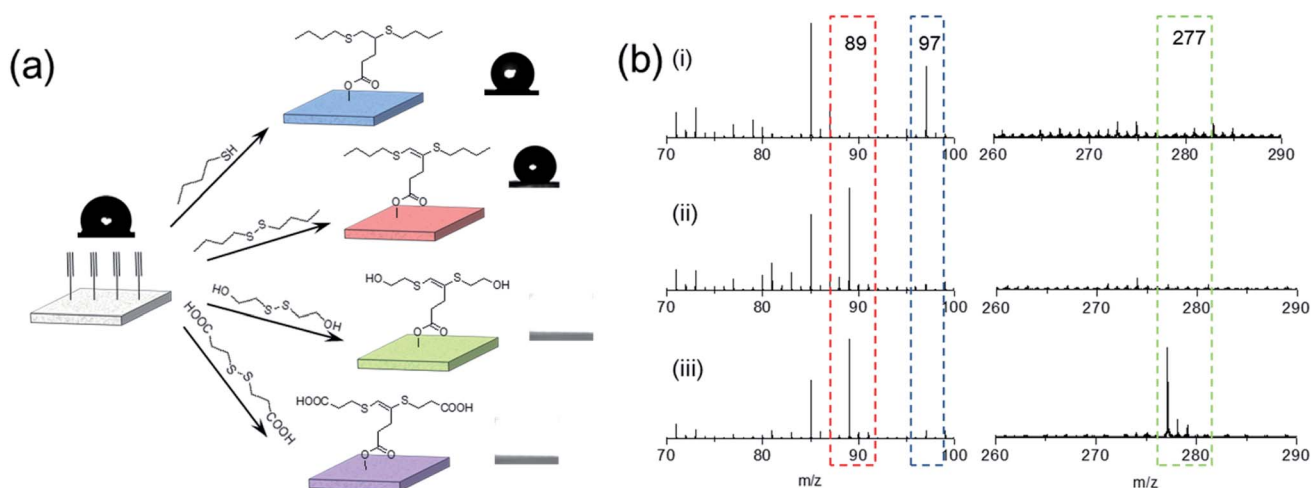 (a)
S
S
O
O
SH
S
S
O
O
S-S
HO
S
S
OH
O
O
HO
S-S
OH
HOOC
S-S
COOH
HOOC
S
S
COOH
O
O
(b)
(i)
89
97
277
70 80 90 100
260 270 280 290
(ii)
70 80 90 100
260 270 280 290
(iii)
70 80 90 100
260 270 280 290
m/z
m/z